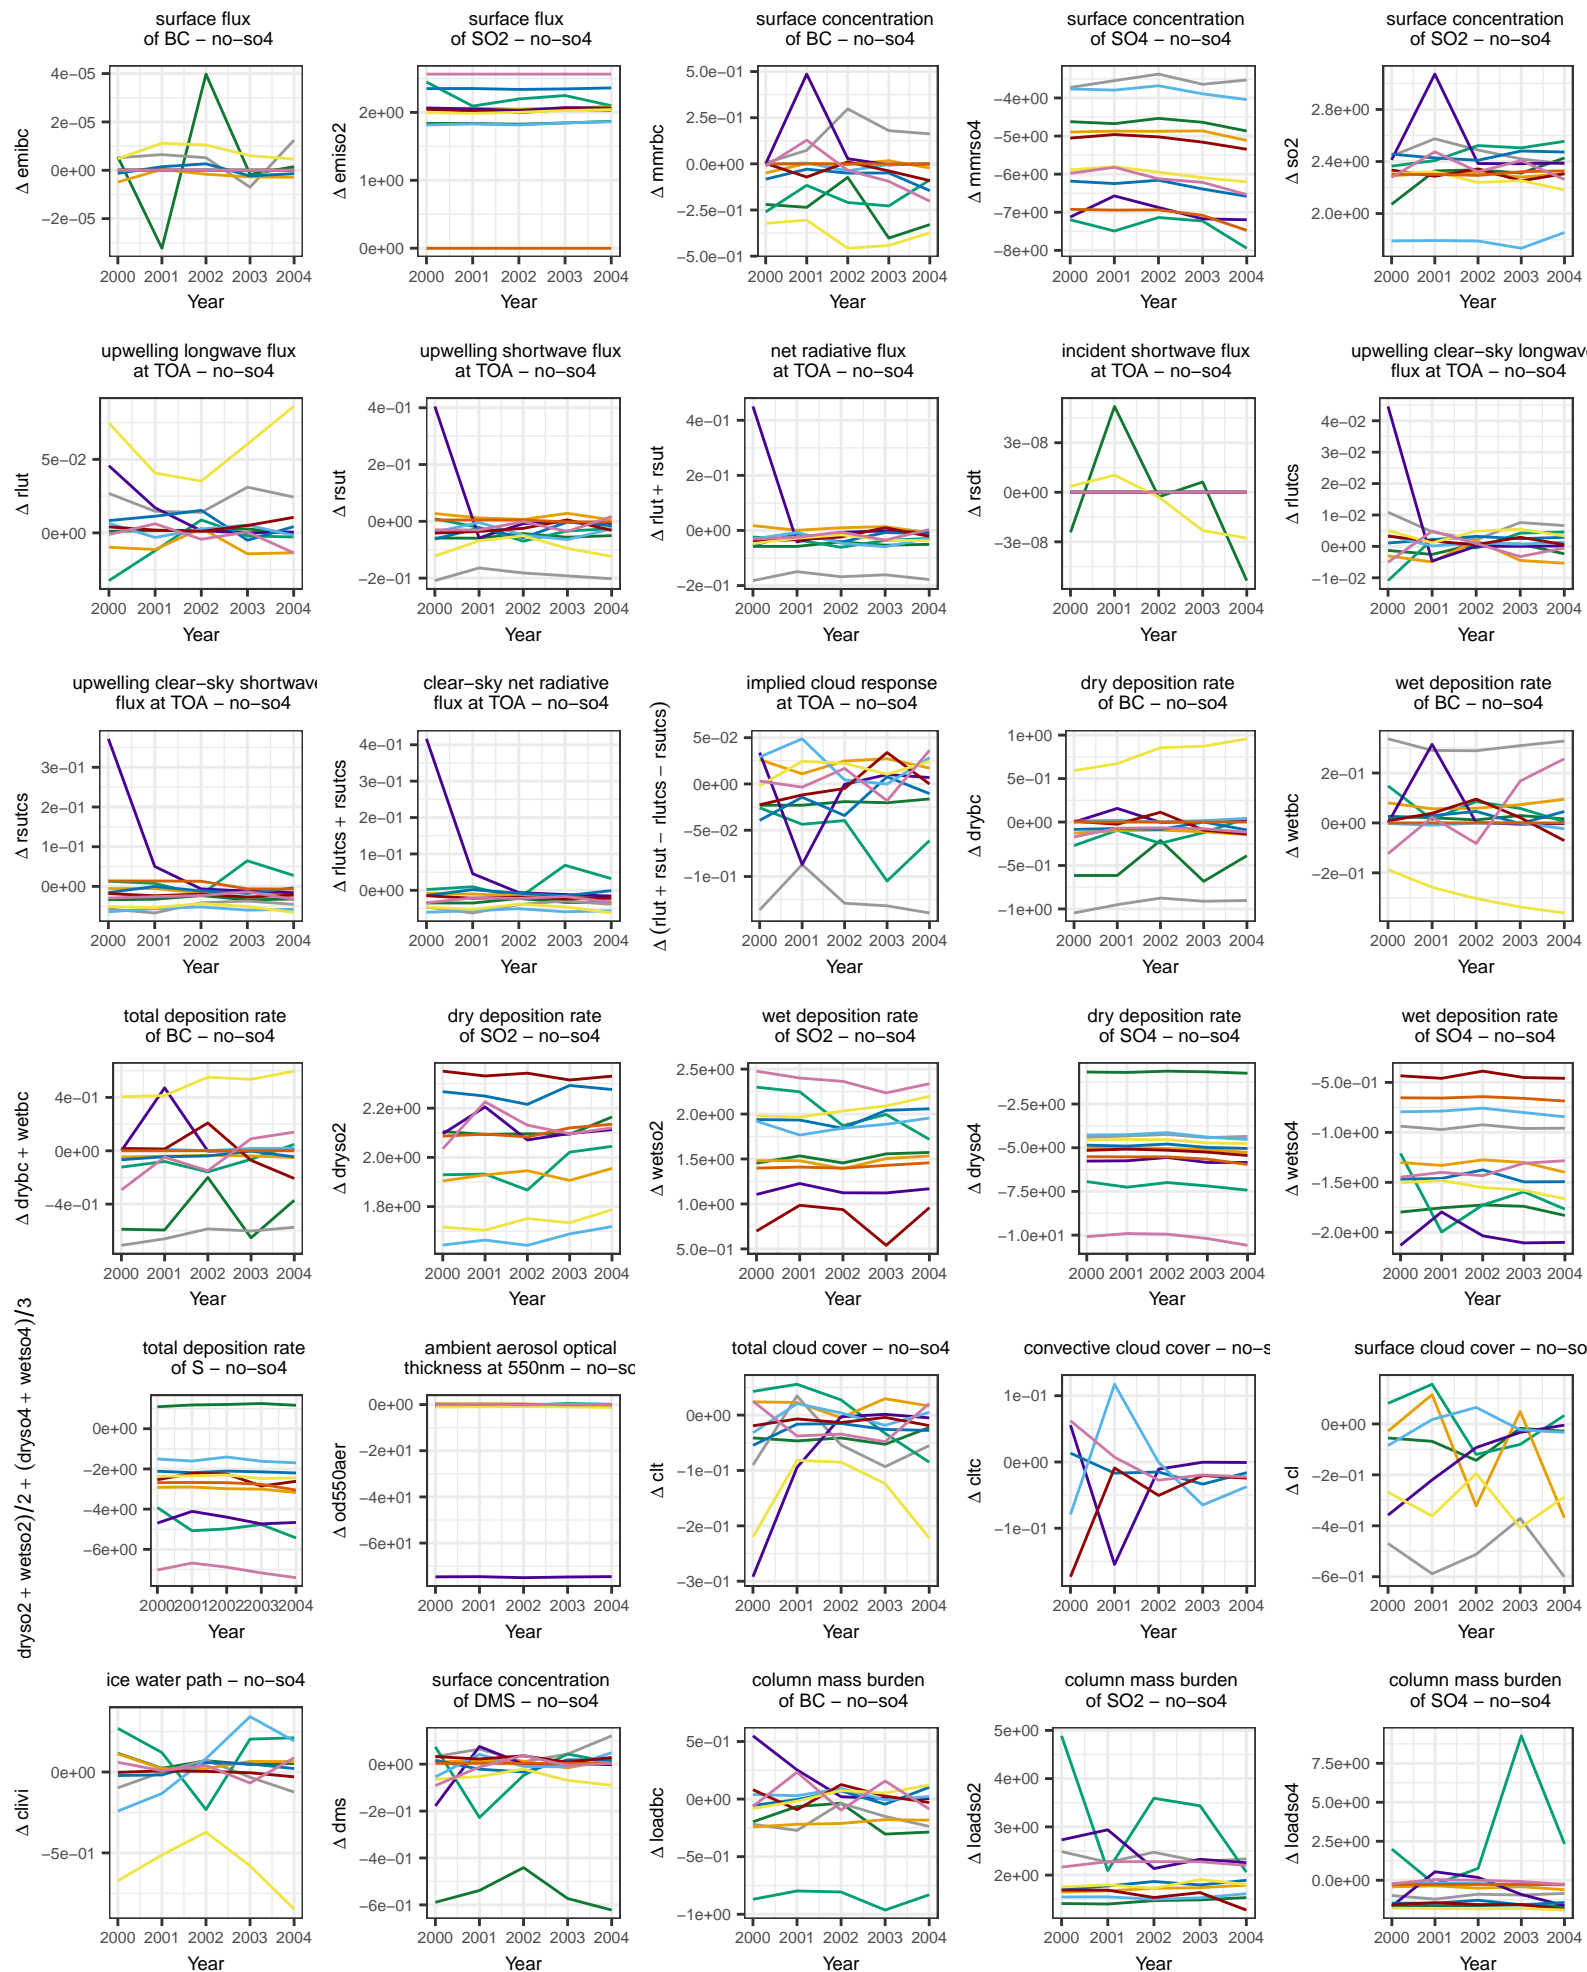 surface flux
of BC − no−so4
Δ emibc
4e−05
2e−05
0e+00
−2e−05
2000 2001 2002 2003 2004
Year
surface flux
of SO2 − no−so4
Δ emiso2
2e+00
1e+00
0e+00
2000 2001 2002 2003 2004
Year
surface concentration
of BC − no−so4
Δ mmrbc
5.0e−01
2.5e−01
0.0e+00
−2.5e−01
−5.0e−01
2000 2001 2002 2003 2004
Year
surface concentration
of SO4 − no−so4
Δ mmrso4
−4e+00
−5e+00
−6e+00
−7e+00
−8e+00
2000 2001 2002 2003 2004
Year
surface concentration
of SO2 − no−so4
Δ so2
2.8e+00
2.4e+00
2.0e+00
2000 2001 2002 2003 2004
Year
upwelling longwave flux
at TOA − no−so4
Δ rlut
5e−02
0e+00
2000 2001 2002 2003 2004
Year
upwelling shortwave flux
at TOA − no−so4
Δ rsut
4e−01
2e−01
0e+00
−2e−01
2000 2001 2002 2003 2004
Year
net radiative flux
at TOA − no−so4
Δ rlut + rsut
4e−01
2e−01
0e+00
−2e−01
2000 2001 2002 2003 2004
Year
incident shortwave flux
at TOA − no−so4
Δ rsdt
3e−08
0e+00
−3e−08
2000 2001 2002 2003 2004
Year
upwelling clear−sky longwav
flux at TOA − no−so4
Δ rlutcs
4e−02
3e−02
2e−02
1e−02
0e+00
−1e−02
2000 2001 2002 2003 2004
Year
upwelling clear−sky shortwave
flux at TOA − no−so4
Δ rsutcs
3e−01
2e−01
1e−01
0e+00
2000 2001 2002 2003 2004
Year
clear−sky net radiative
flux at TOA − no−so4
Δ rlutcs + rsutcs
4e−01
3e−01
2e−01
1e−01
0e+00
2000 2001 2002 2003 2004
Year
implied cloud response
at TOA − no−so4
Δ (rlut + rsut − rlutcs − rsutcs)
5e−02
0e+00
−5e−02
−1e−01
2000 2001 2002 2003 2004
Year
dry deposition rate
of BC − no−so4
Δ drybc
1e+00
5e−01
0e+00
−5e−01
−1e+00
2000 2001 2002 2003 2004
Year
wet deposition rate
of BC − no−so4
Δ wetbc
2e−01
0e+00
−2e−01
2000 2001 2002 2003 2004
Year
total deposition rate
of BC − no−so4
Δ drybc + wetbc
4e−01
0e+00
−4e−01
2000 2001 2002 2003 2004
Year
dry deposition rate
of SO2 − no−so4
Δ dryso2
2.2e+00
2.0e+00
1.8e+00
2000 2001 2002 2003 2004
Year
wet deposition rate
of SO2 − no−so4
Δ wetso2
2.5e+00
2.0e+00
1.5e+00
1.0e+00
5.0e−01
2000 2001 2002 2003 2004
Year
dry deposition rate
of SO4 − no−so4
Δ dryso4
−2.5e+00
−5.0e+00
−7.5e+00
−1.0e+01
2000 2001 2002 2003 2004
Year
wet deposition rate
of SO4 − no−so4
Δ wetso4
−5.0e−01
−1.0e+00
−1.5e+00
−2.0e+00
2000 2001 2002 2003 2004
Year
total deposition rate
of S − no−so4
dryso2 + wetso2)/2 + (dryso4 + wetso4)/3
0e+00
−2e+00
−4e+00
−6e+00
2000 2001 2002 2003 2004
Year
ambient aerosol optical
thickness at 550nm − no−so
Δ od550aer
0e+00
−2e+01
−4e+01
−6e+01
2000 2001 2002 2003 2004
Year
total cloud cover − no−so4
Δ clt
0e+00
−1e−01
−2e−01
−3e−01
2000 2001 2002 2003 2004
Year
convective cloud cover − no−s
Δ cltc
1e−01
0e+00
−1e−01
2000 2001 2002 2003 2004
Year
surface cloud cover − no−so
Δ cl
0e+00
−2e−01
−4e−01
−6e−01
2000 2001 2002 2003 2004
Year
ice water path − no−so4
Δ clivi
0e+00
−5e−01
2000 2001 2002 2003 2004
Year
surface concentration
of DMS − no−so4
Δ dms
0e+00
−2e−01
−4e−01
−6e−01
2000 2001 2002 2003 2004
Year
column mass burden
of BC − no−so4
Δ loadbc
5e−01
0e+00
−5e−01
−1e+00
2000 2001 2002 2003 2004
Year
column mass burden
of SO2 − no−so4
Δ loadso2
5e+00
4e+00
3e+00
2e+00
2000 2001 2002 2003 2004
Year
column mass burden
of SO4 − no−so4
Δ loadso4
7.5e+00
5.0e+00
2.5e+00
0.0e+00
2000 2001 2002 2003 2004
Year